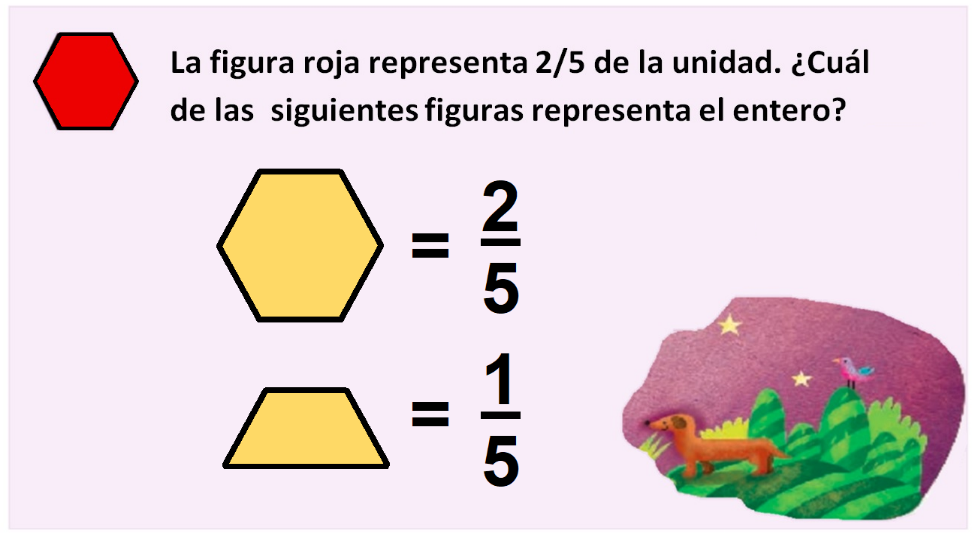 La figura roja representa 2/5 de la unidad. ¿Cuál
de las siguientes figuras representa el entero?
= 2/5
= 1/5